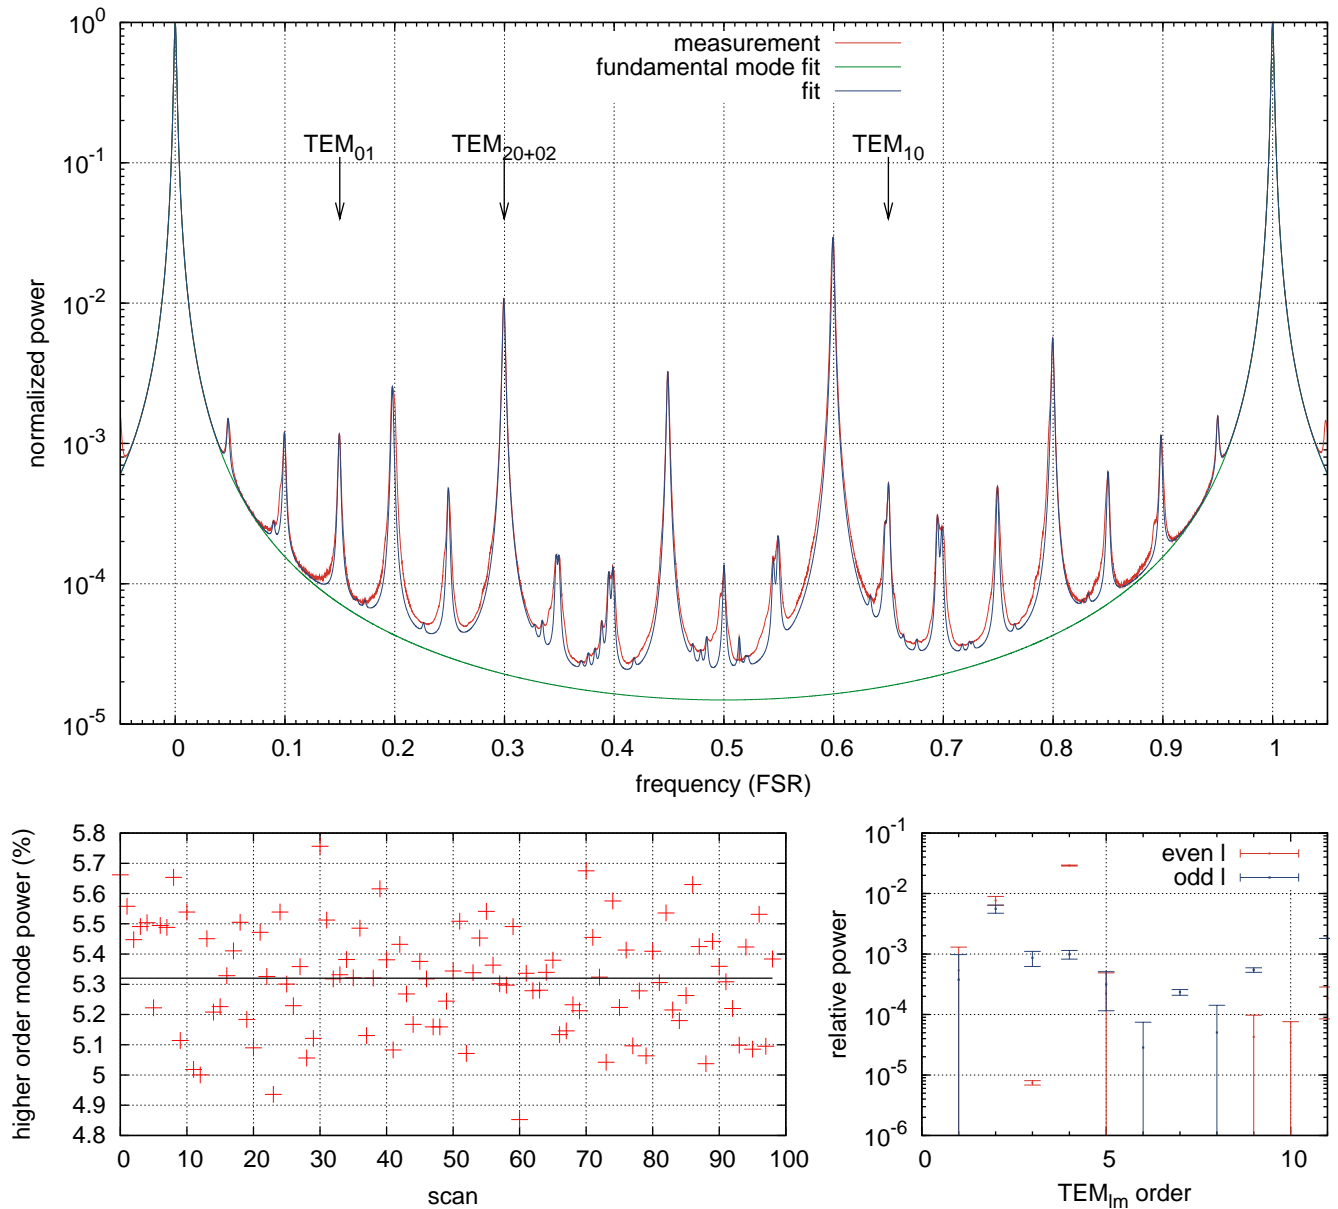 measurement
fundamental mode fit
fit
TEM01 TEM20+02 TEM10
normalized power
10^0
10^-1
10^-2
10^-3
10^-4
10^-5
0 0.1 0.2 0.3 0.4 0.5 0.6 0.7 0.8 0.9 1
frequency (FSR)
higher order mode power (%)
5.8
5.7
5.6
5.5
5.4
5.3
5.2
5.1
5
4.9
4.8
0 10 20 30 40 50 60 70 80 90 100
scan
relative power
10^-1
10^-2
10^-3
10^-4
10^-5
10^-6
even l
odd l
0 5 10
TEMlm order